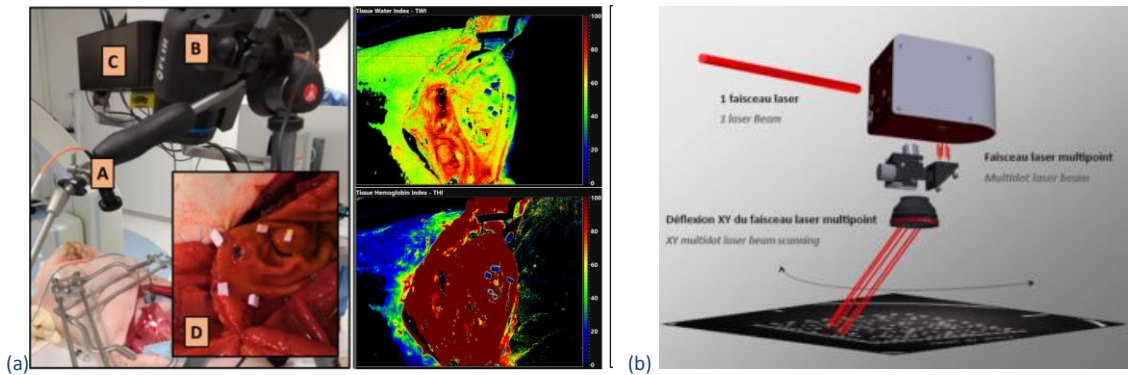 C
B
A
D
Tissue Water Index - TWI
100
80
60
40
20
0
Tissue Hemoglobin Index - THI
100
80
60
40
20
0
(a)
1 faisceau laser
1 laser Beam
Faisceau laser multipoint
Multidot laser beam
Déflexion XY du faisceau laser multipoint
XY multidot laser beam scanning
(b)